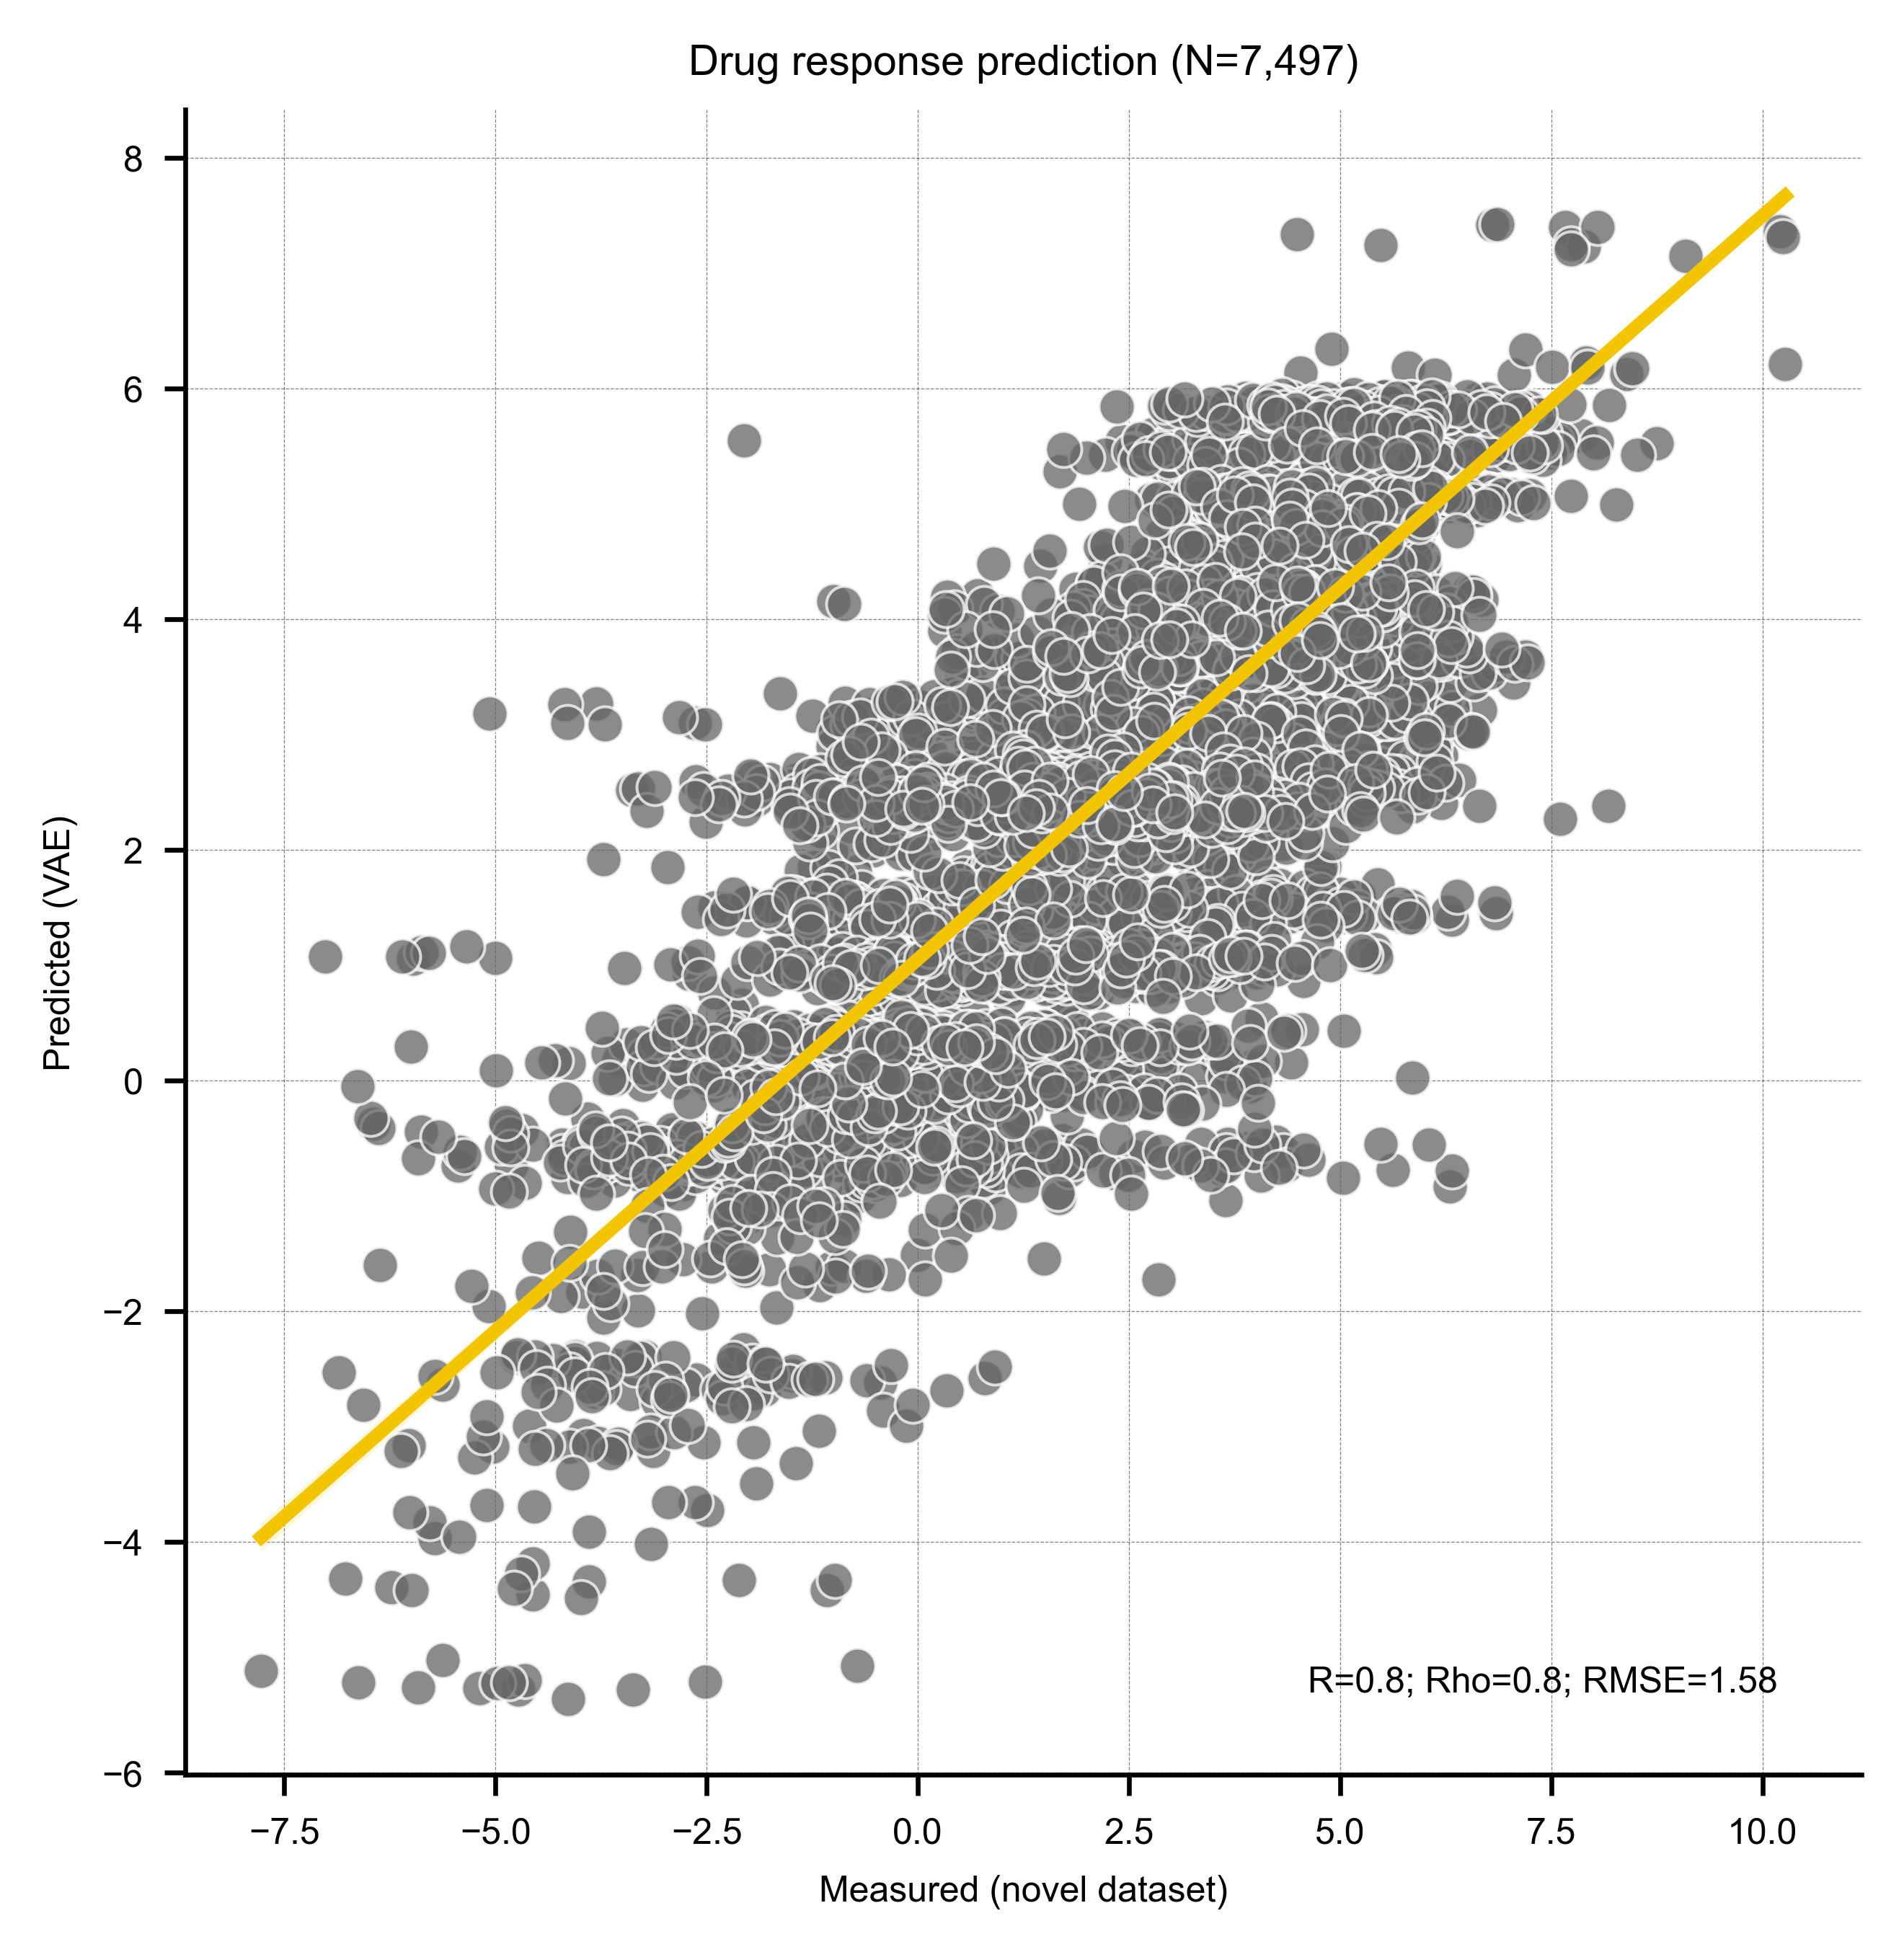 Drug response prediction (N=7,497)
8
6
4
2
0
−2
−4
−6
Predicted (VAE)
R=0.8; Rho=0.8; RMSE=1.58
−7.5 −5.0 −2.5 0.0 2.5 5.0 7.5 10.0
Measured (novel dataset)